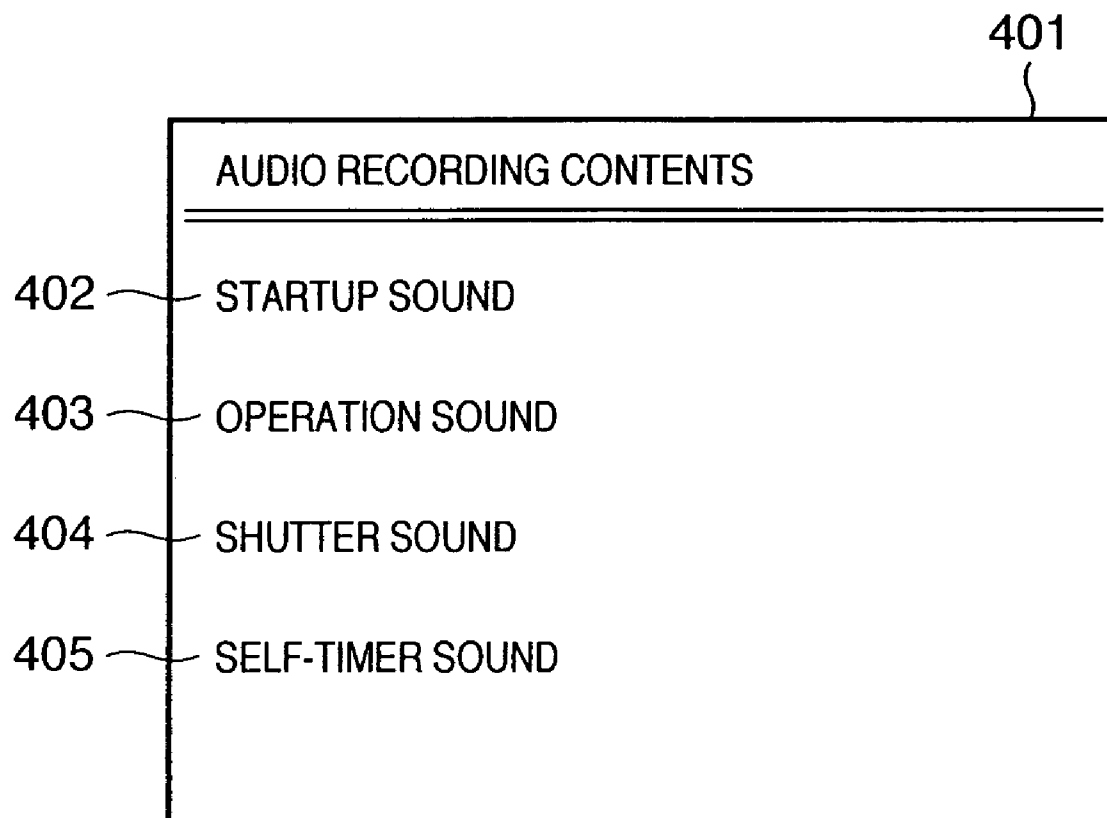 401
AUDIO RECORDING CONTENTS
402 STARTUP SOUND
403 OPERATION SOUND
404 SHUTTER SOUND
405 SELF-TIMER SOUND